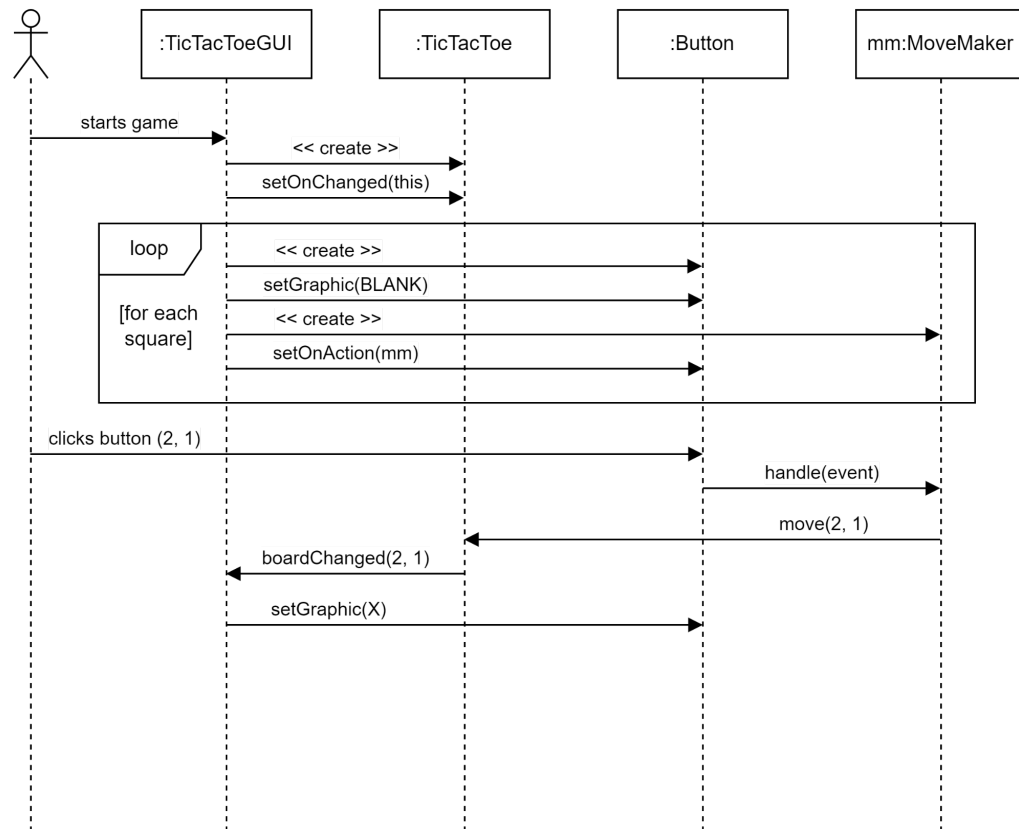 :TicTacToeGUI
:TicTacToe
:Button
mm:MoveMaker
starts game
<< create >>
setOnChanged(this)
loop
<< create >>
setGraphic(BLANK)
[for each
square]
<< create >>
setOnAction(mm)
clicks button (2, 1)
handle(event)
move(2, 1)
boardChanged(2, 1)
setGraphic(X)